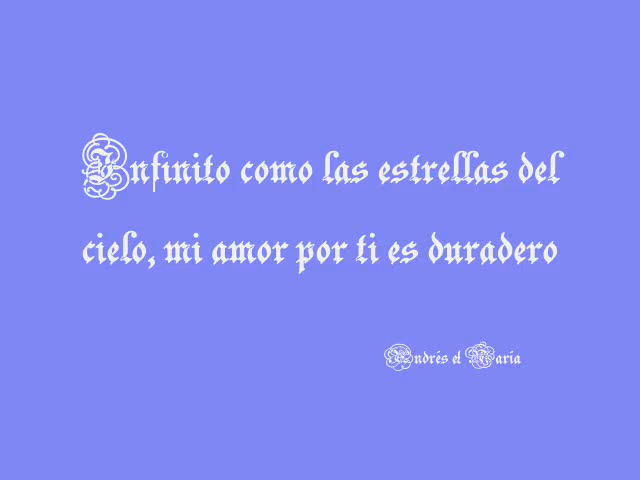 Infinito como las estrellas del
cielo, mi amor por ti es duradero
Andrés el María